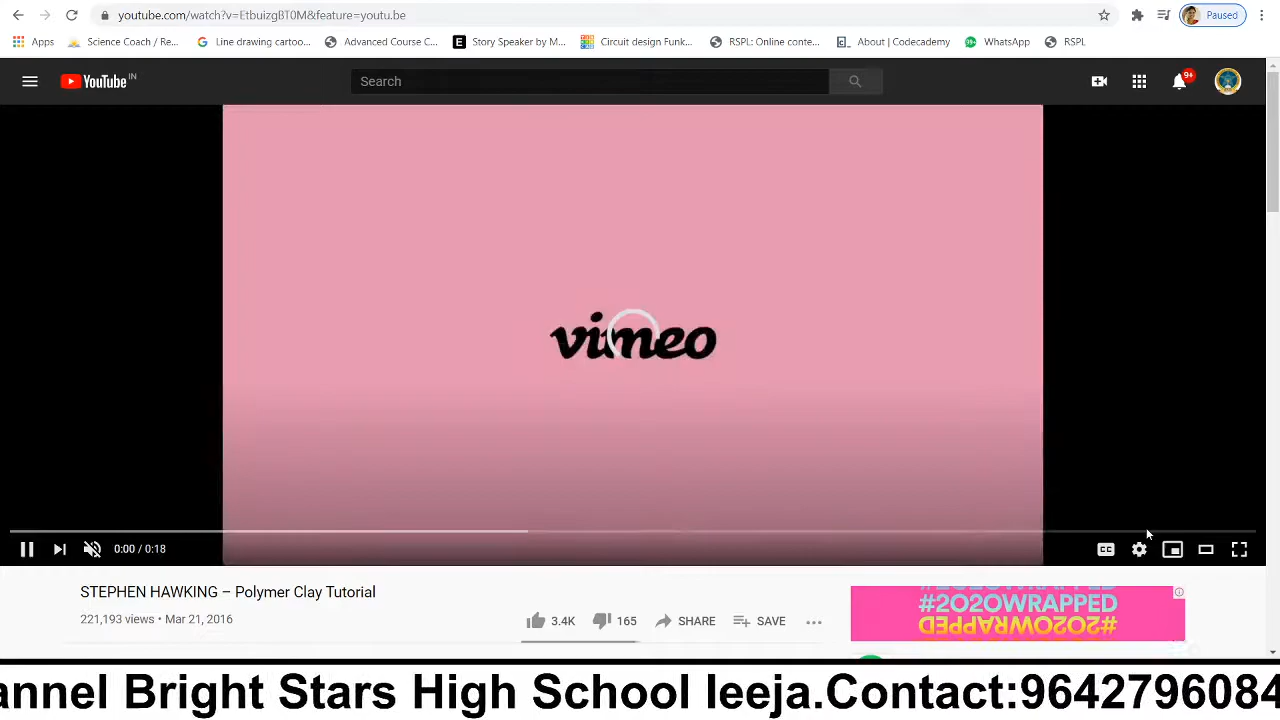 youtube.com/watch?v=EtbuizgBT0M&feature=youtu.be
Paused
Apps Science Coach / Re... Line drawing cartoo... Advanced Course C... Story Speaker by M... Circuit design Funk... RSPL: Online conte... About | Codecademy WhatsApp RSPL
YouTube IN
Search
9+
vimeo
0:00 / 0:18
CC
STEPHEN HAWKING – Polymer Clay Tutorial
221,193 views • Mar 21, 2016
3.4K 165 SHARE SAVE
#2020WRAPPED
#2020WRAPPED
annel Bright Stars High School Ieeja.Contact:9642796084